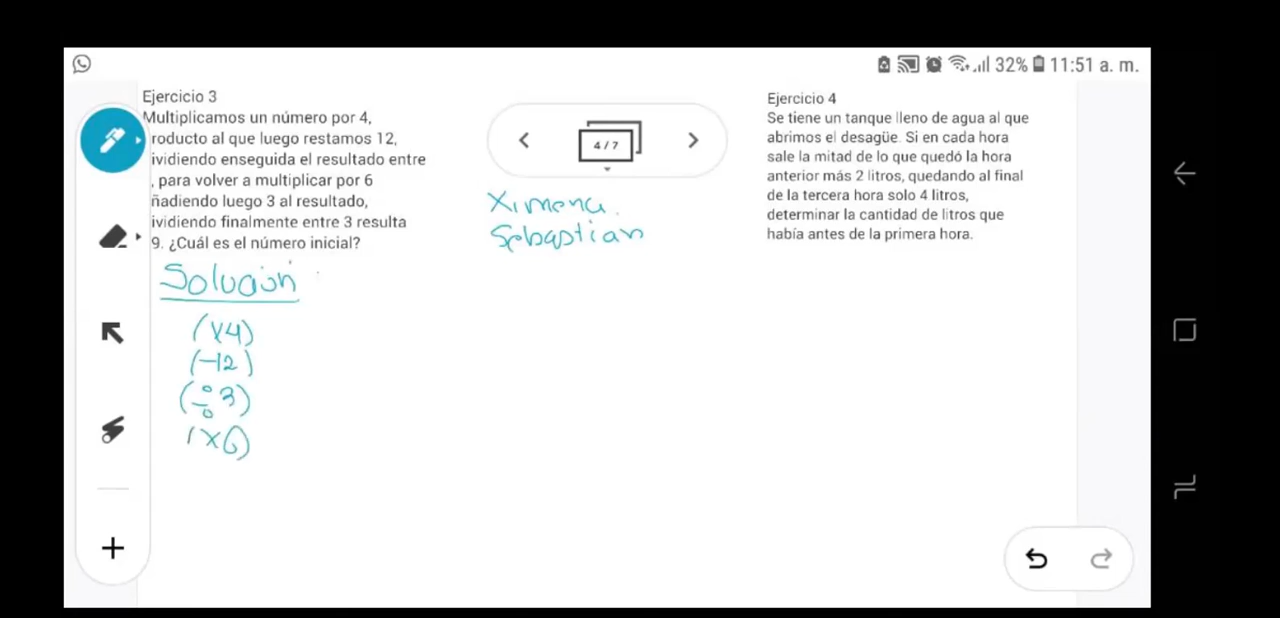 32% 11:51 a. m.
Ejercicio 3
Multiplicamos un número por 4,
roducto al que luego restamos 12,
ividiendo enseguida el resultado entre
, para volver a multiplicar por 6
ñadiendo luego 3 al resultado,
ividiendo finalmente entre 3 resulta
9. ¿Cuál es el número inicial?
Solución
(x4)
(-12)
(÷3)
(x6)
4 / 7
Ximena.
Sebastian
Ejercicio 4
Se tiene un tanque lleno de agua al que
abrimos el desagüe. Si en cada hora
sale la mitad de lo que quedó la hora
anterior más 2 litros, quedando al final
de la tercera hora solo 4 litros,
determinar la cantidad de litros que
había antes de la primera hora.